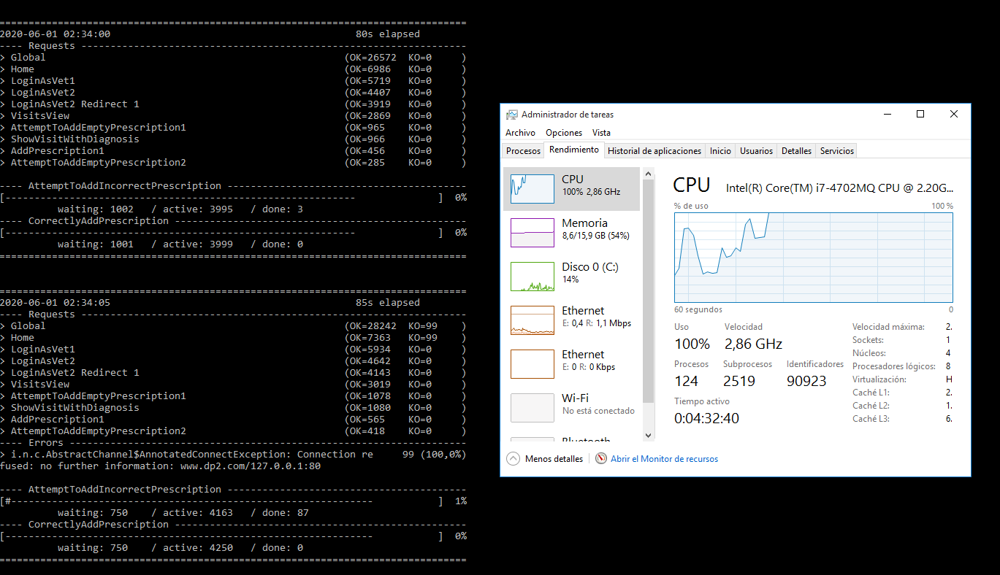 ================================================================================
2020-06-01 02:34:00                                          80s elapsed
---- Requests ------------------------------------------------------------------
> Global                                                   (OK=26572  KO=0     )
> Home                                                     (OK=6986   KO=0     )
> LoginAsVet1                                              (OK=5719   KO=0     )
> LoginAsVet2                                              (OK=4407   KO=0     )
> LoginAsVet2 Redirect 1                                   (OK=3919   KO=0     )
> VisitsView                                               (OK=2869   KO=0     )
> AttemptToAddEmptyPrescription1                           (OK=965    KO=0     )
> ShowVisitWithDiagnosis                                   (OK=966    KO=0     )
> AddPrescription1                                         (OK=456    KO=0     )
> AttemptToAddEmptyPrescription2                           (OK=285    KO=0     )
---- AttemptToAddIncorrectPrescription -----------------------------------------
[------------------------------------------------------------              ]  0%
          waiting: 1002   / active: 3995   / done: 3
---- CorrectlyAddPrescription --------------------------------------------------
[------------------------------------------------------------              ]  0%
          waiting: 1001   / active: 3999   / done: 0
================================================================================
================================================================================
2020-06-01 02:34:05                                          85s elapsed
---- Requests ------------------------------------------------------------------
> Global                                                   (OK=28242  KO=99    )
> Home                                                     (OK=7363   KO=99    )
> LoginAsVet1                                              (OK=5934   KO=0     )
> LoginAsVet2                                              (OK=4642   KO=0     )
> LoginAsVet2 Redirect 1                                   (OK=4143   KO=0     )
> VisitsView                                               (OK=3019   KO=0     )
> AttemptToAddEmptyPrescription1                           (OK=1078   KO=0     )
> ShowVisitWithDiagnosis                                   (OK=1080   KO=0     )
> AddPrescription1                                         (OK=565    KO=0     )
> AttemptToAddEmptyPrescription2                           (OK=418    KO=0     )
---- Errors --------------------------------------------------------------------
> i.n.c.AbstractChannel$AnnotatedConnectException: Connection re     99 (100,0%)
fused: no further information: www.dp2.com/127.0.0.1:80
---- AttemptToAddIncorrectPrescription -----------------------------------------
[#--------------------------------------------------------------           ]  1%
          waiting: 750    / active: 4163   / done: 87
---- CorrectlyAddPrescription --------------------------------------------------
[---------------------------------------------------------------           ]  0%
          waiting: 750    / active: 4250   / done: 0
================================================================================
Administrador de tareas
Archivo Opciones Vista
Procesos Rendimiento Historial de aplicaciones Inicio Usuarios Detalles Servicios
CPU
100% 2,86 GHz
Memoria
8,6/15,9 GB (54%)
Disco 0 (C:)
14%
Ethernet
E: 0,4 R: 1,1 Mbps
Ethernet
E: 0 R: 0 Kbps
Wi-Fi
No está conectado
Bluetooth
CPU Intel(R) Core(TM) i7-4702MQ CPU @ 2.20G...
% de uso 100 %
60 segundos 0
Uso Velocidad
100% 2,86 GHz
Procesos Subprocesos Identificadores
124 2519 90923
Tiempo activo
0:04:32:40
Velocidad máxima: 2.
Sockets: 1
Núcleos: 4
Procesadores lógicos: 8
Virtualización: H
Caché L1: 2.
Caché L2: 1.
Caché L3: 6.
Menos detalles Abrir el Monitor de recursos